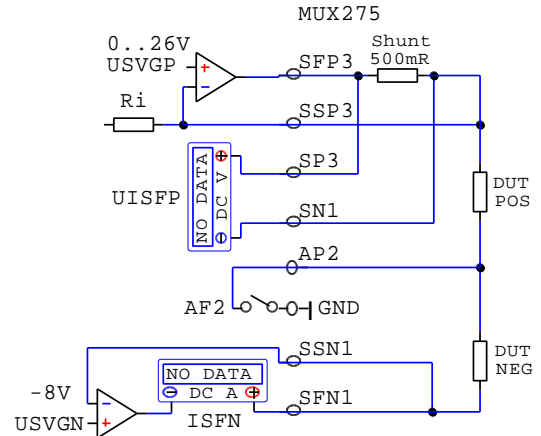 MUX275
0..26V
USVGP
+
−
SFP3
Shunt
500mR
Ri
SSP3
UISFP
NO DATA
DC V
SP3
SN1
DUT
POS
AP2
AF2
GND
SSN1
NO DATA
DC A
ISFN
SFN1
DUT
NEG
-8V
USVGN
−
+